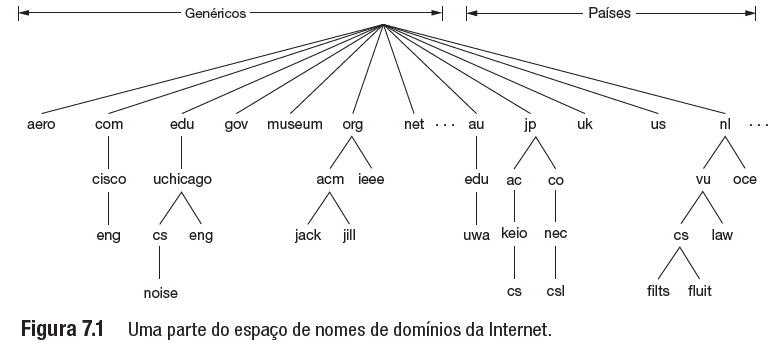 Genéricos Países
aero com edu gov museum org net · · · au jp uk us nl · · ·
cisco uchicago acm ieee edu ac co vu oce
eng cs eng jack jill uwa keio nec cs law
noise cs csl filts fluit
Figura 7.1 Uma parte do espaço de nomes de domínios da Internet.